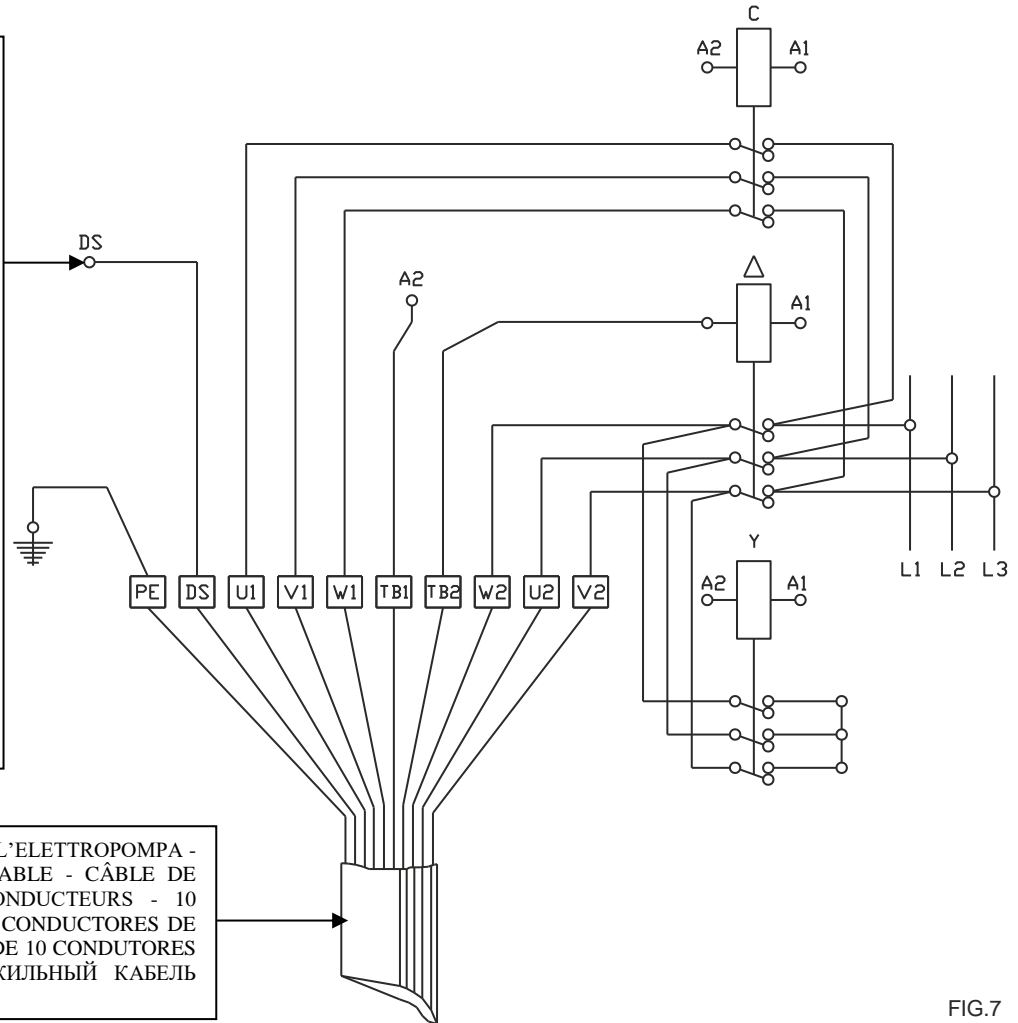 C
A2 A1
DS
A2
△
A1
L1 L2 L3
Y
A2 A1
PE DS U1 V1 W1 TB1 TB2 W2 U2 V2
L'ELETTROPOMPA -
ABLE - CÂBLE DE
ONDUCTEURS - 10
CONDUCTORES DE
DE 10 CONDUTORES
КИЛЬНЫЙ КАБЕЛЬ
FIG.7